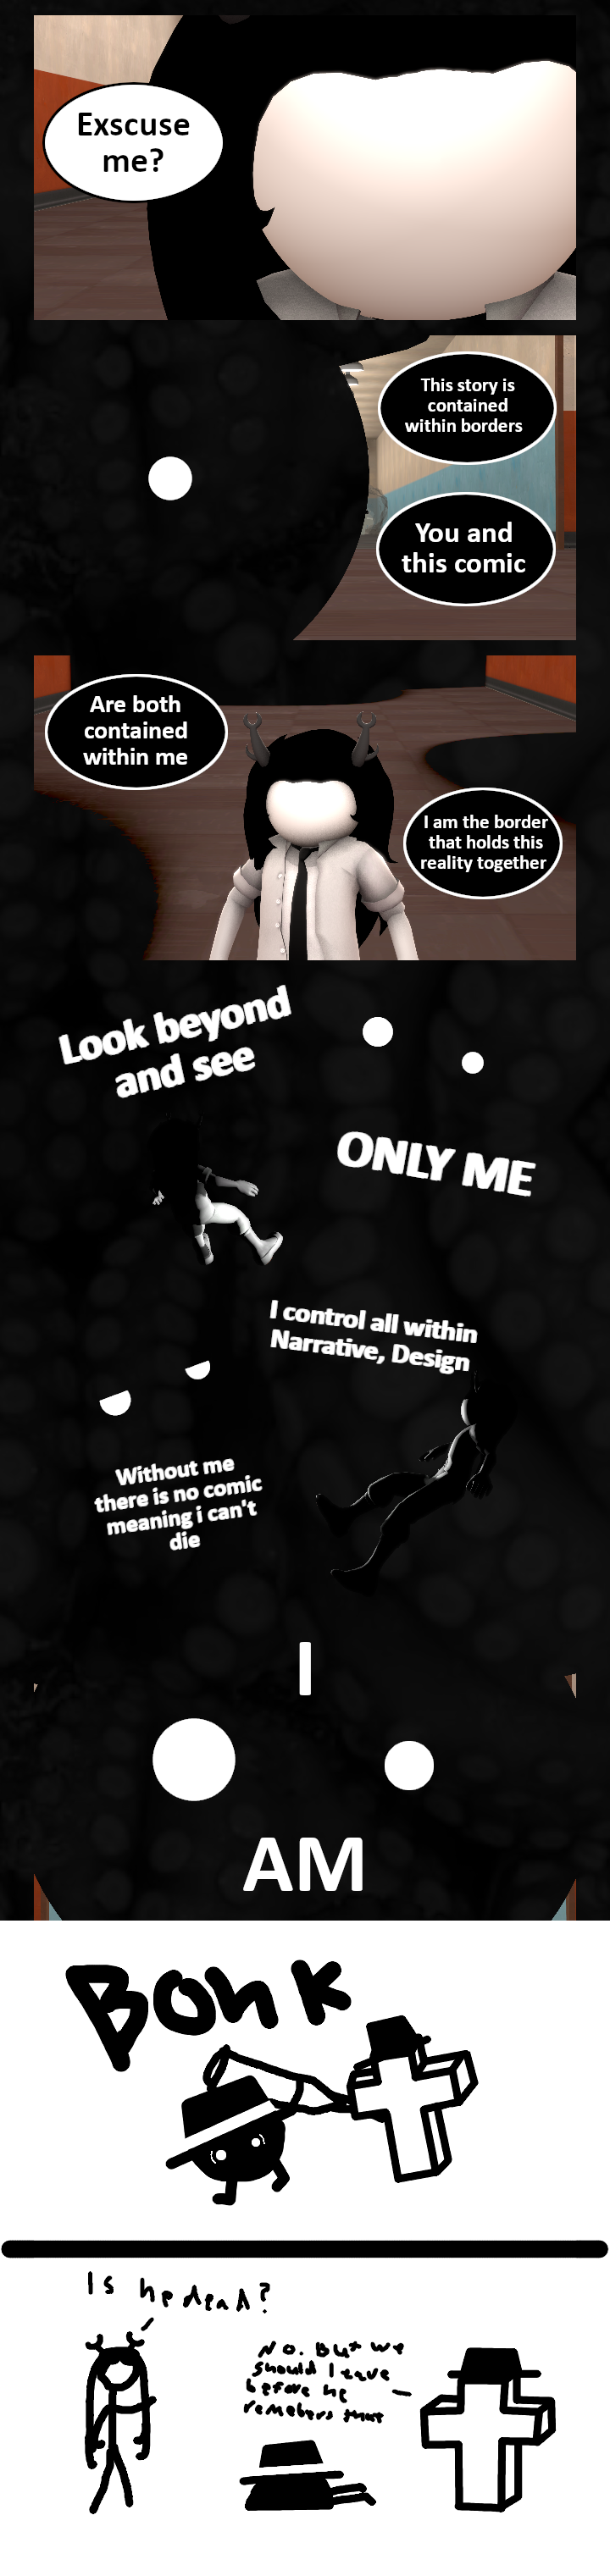 Exscuse
me?
This story is
contained
within borders
You and
this comic
Are both
contained
within me
I am the border
that holds this
reality together
Look beyond
and see
ONLY ME
I control all within
Narrative, Design
Without me
there is no comic
meaning i can't
die
I
AM
Bonk
Is he dead?
No. But we
should leave
before he
remebers that